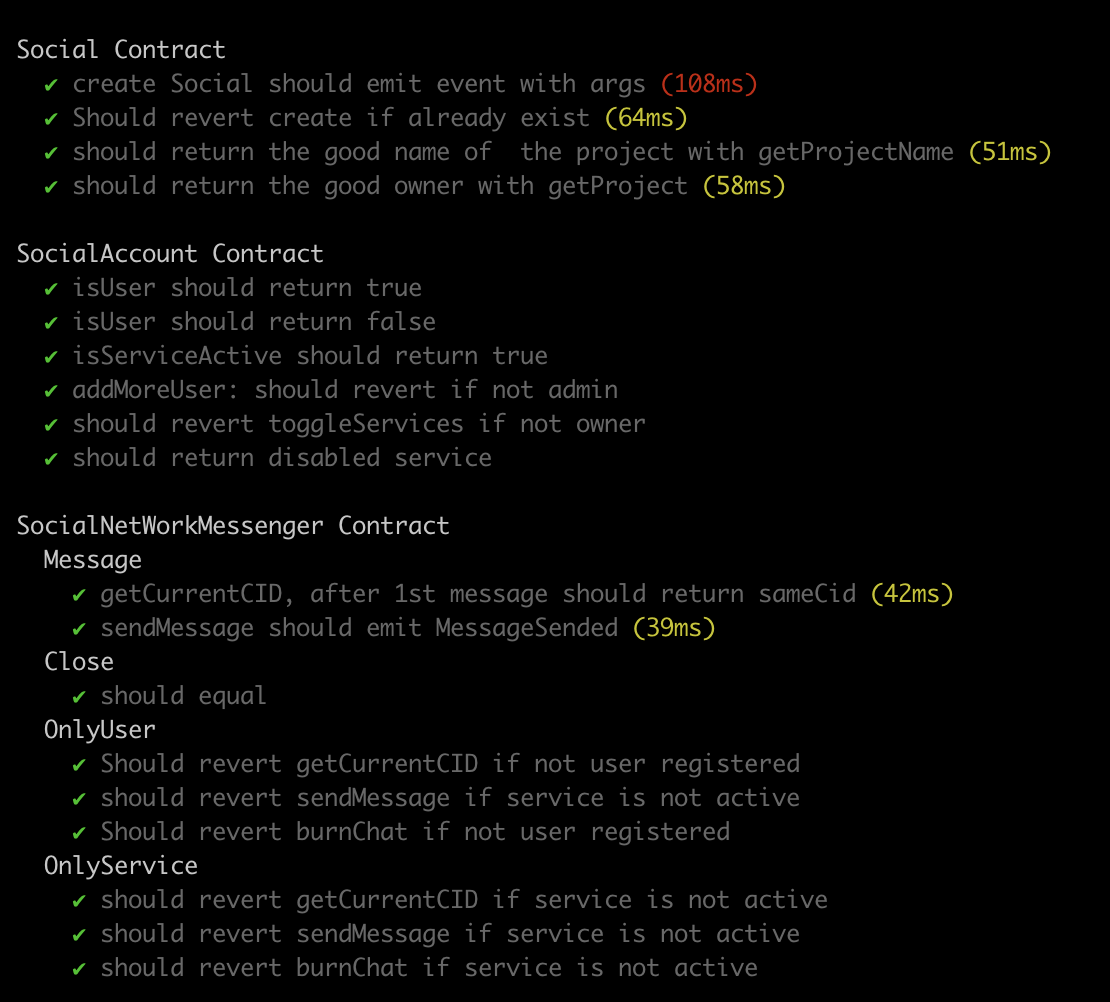 Social Contract
✔ create Social should emit event with args (108ms)
✔ Should revert create if already exist (64ms)
✔ should return the good name of  the project with getProjectName (51ms)
✔ should return the good owner with getProject (58ms)
SocialAccount Contract
✔ isUser should return true
✔ isUser should return false
✔ isServiceActive should return true
✔ addMoreUser: should revert if not admin
✔ should revert toggleServices if not owner
✔ should return disabled service
SocialNetWorkMessenger Contract
Message
✔ getCurrentCID, after 1st message should return sameCid (42ms)
✔ sendMessage should emit MessageSended (39ms)
Close
✔ should equal
OnlyUser
✔ Should revert getCurrentCID if not user registered
✔ should revert sendMessage if service is not active
✔ Should revert burnChat if not user registered
OnlyService
✔ should revert getCurrentCID if service is not active
✔ should revert sendMessage if service is not active
✔ should revert burnChat if service is not active